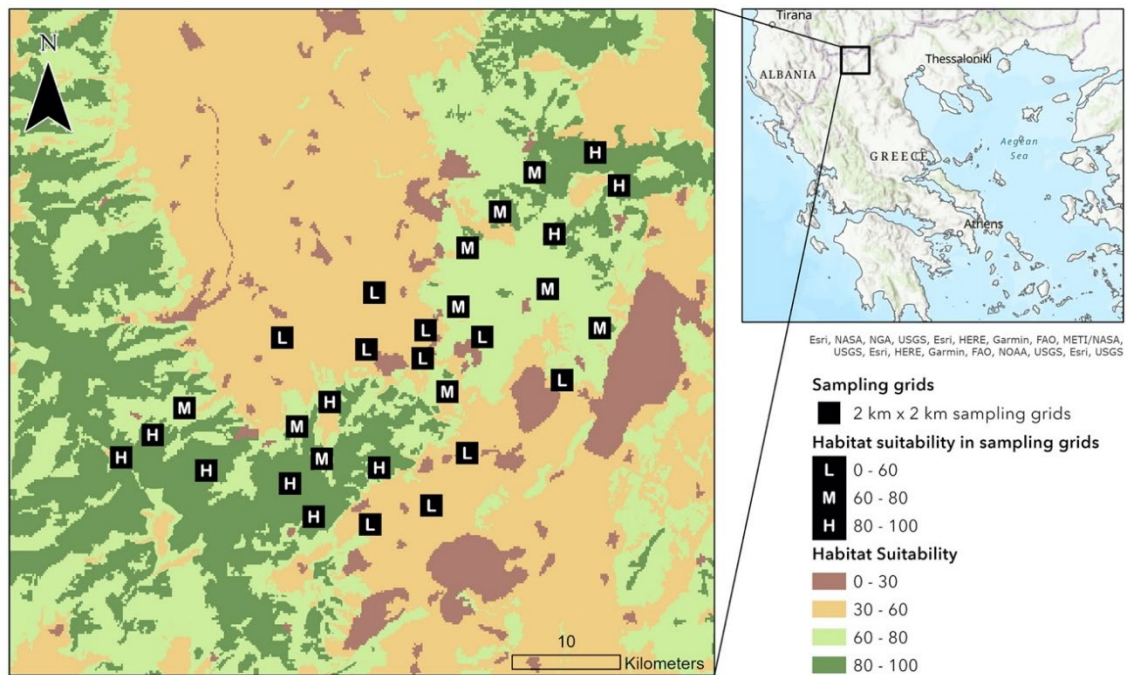 N
H
M
H
M
H
M
M
L
M
L
M
L
L
L
L
L
M
H
M
M
H
L
H
M
H
H
H
L
H
L
10
Kilometers
Tirana
Thessaloniki
ALBANIA
Aegean
Sea
GREECE
Athens
Esri, NASA, NGA, USGS, Esri, HERE, Garmin, FAO, METI/NASA,
USGS, Esri, HERE, Garmin, FAO, NOAA, USGS, Esri, USGS
Sampling grids
2 km x 2 km sampling grids
Habitat suitability in sampling grids
L 0 - 60
M 60 - 80
H 80 - 100
Habitat Suitability
0 - 30
30 - 60
60 - 80
80 - 100